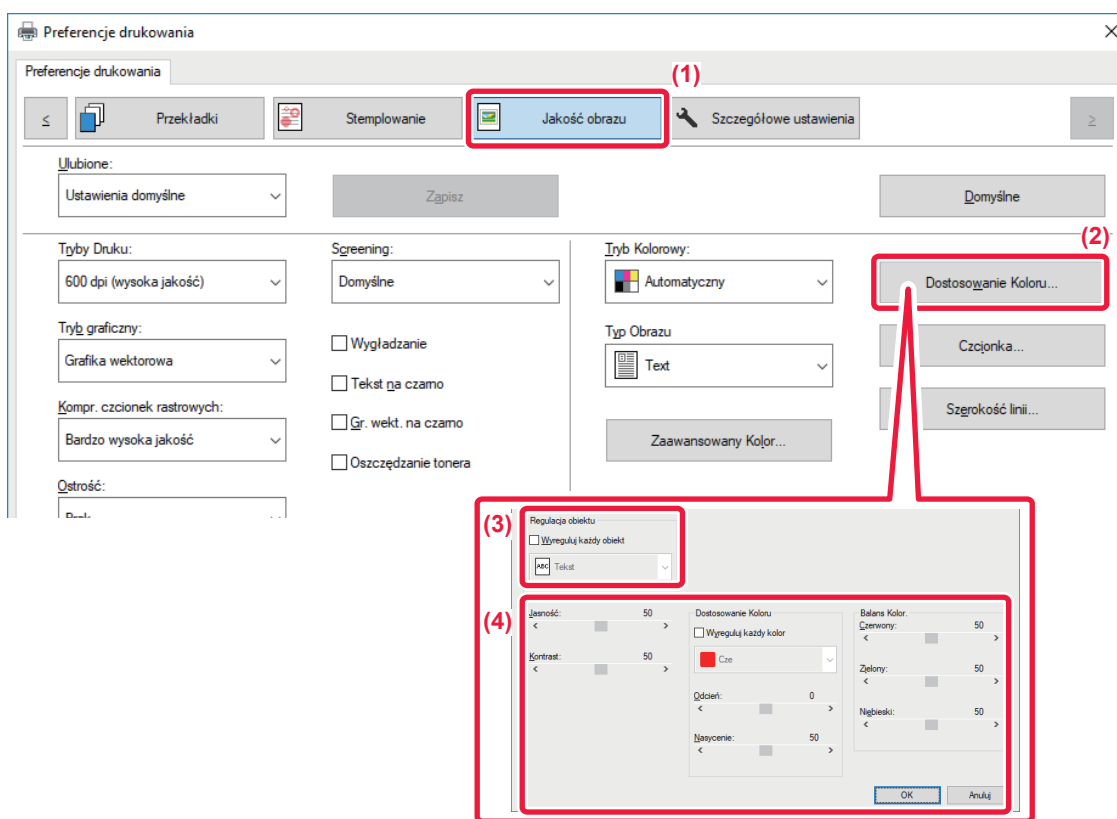 Preferencje drukowania
Preferencje drukowania
(1)
< Przekładki Stemplowanie Jakość obrazu Szczegółowe ustawienia >
Ulubione:
Ustawienia domyślne Zapisz Domyślne
(2)
Tryby Druku: Screening: Tryb Kolorowy:
600 dpi (wysoka jakość) Domyślne Automatyczny Dostosowanie Koloru...
Tryb graficzny: Typ Obrazu
Grafika wektorowa Wygładzanie Text Czcjonka...
Tekst na czarno
Kompr. czcionek rastrowych: Gr. wekt. na czarno Szerokość linii...
Bardzo wysoka jakość Oszczędzanie tonera Zaawansowany Kolor...
Ostrość:
(3)
Regulacja obiektu
Wyreguluj każdy obiekt
ABC Tekst
(4)
Jasność: 50 Dostosowanie Koloru Balans Kolor.
< > Wyreguluj każdy kolor Czerwony: 50
< >
Kontrast: 50 Cze Zielony: 50
< > < >
Odcień: 0 Niebieski: 50
< > < >
Nasycenie: 50
< >
OK Anuluj